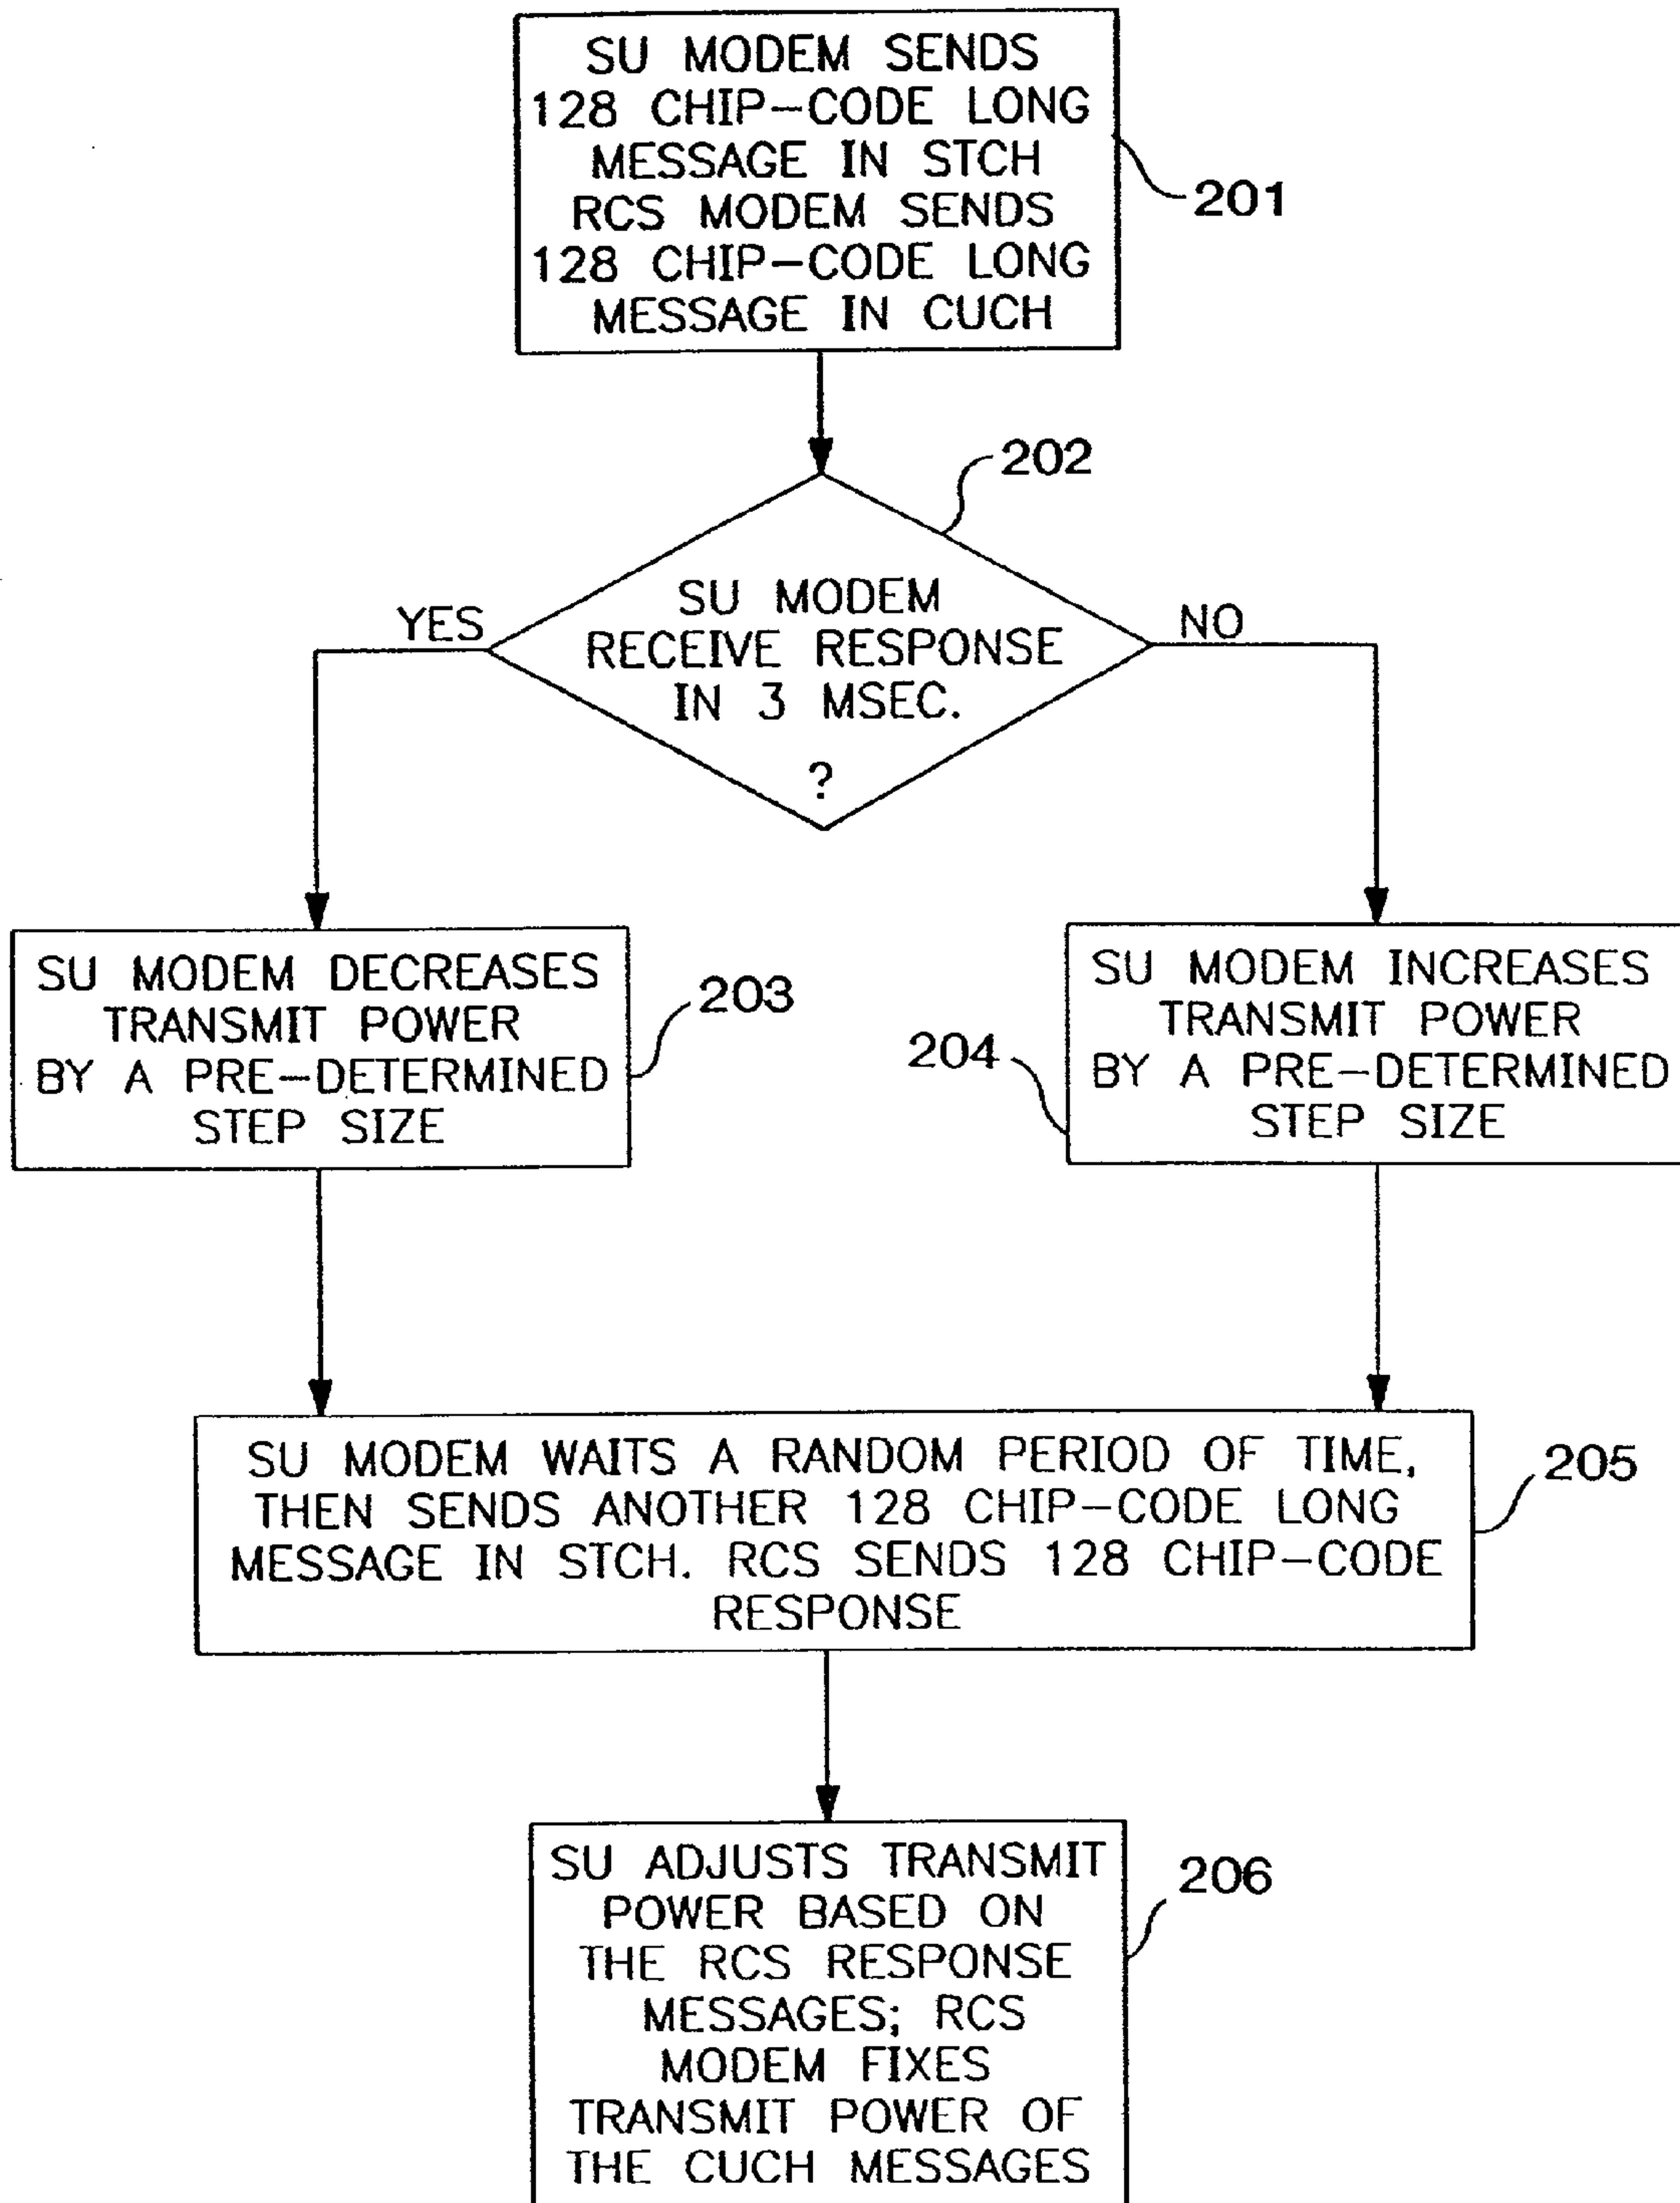 SU MODEM SENDS
128 CHIP-CODE LONG
MESSAGE IN STCH
RCS MODEM SENDS
128 CHIP-CODE LONG
MESSAGE IN CUCH
201
202
SU MODEM
RECEIVE RESPONSE
IN 3 MSEC.
?
YES
NO
SU MODEM DECREASES
TRANSMIT POWER
BY A PRE-DETERMINED
STEP SIZE
203
SU MODEM INCREASES
TRANSMIT POWER
BY A PRE-DETERMINED
STEP SIZE
204
SU MODEM WAITS A RANDOM PERIOD OF TIME,
THEN SENDS ANOTHER 128 CHIP-CODE LONG
MESSAGE IN STCH. RCS SENDS 128 CHIP-CODE
RESPONSE
205
SU ADJUSTS TRANSMIT
POWER BASED ON
THE RCS RESPONSE
MESSAGES; RCS
MODEM FIXES
TRANSMIT POWER OF
THE CUCH MESSAGES
206